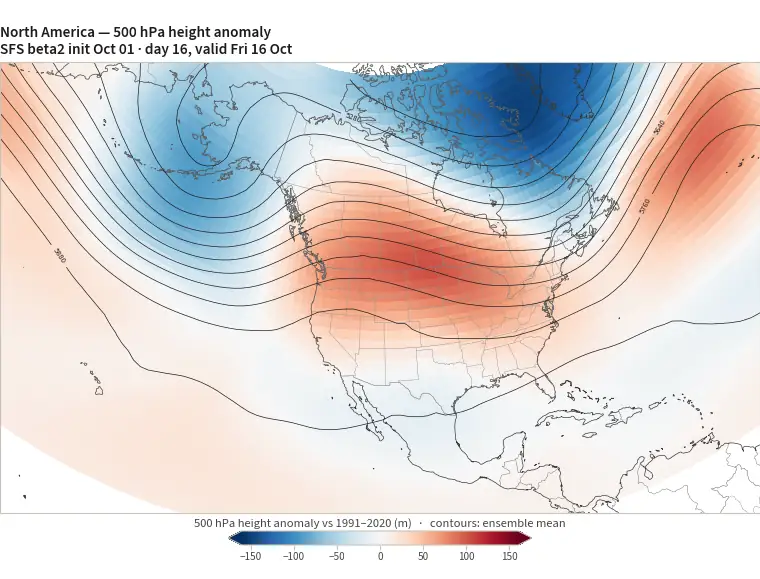 North America — 500 hPa height anomaly
SFS beta2 init Oct 01 · day 16, valid Fri 16 Oct
5640
5760
5880
500 hPa height anomaly vs 1991–2020 (m) · contours: ensemble mean
−150 −100 −50 0 50 100 150